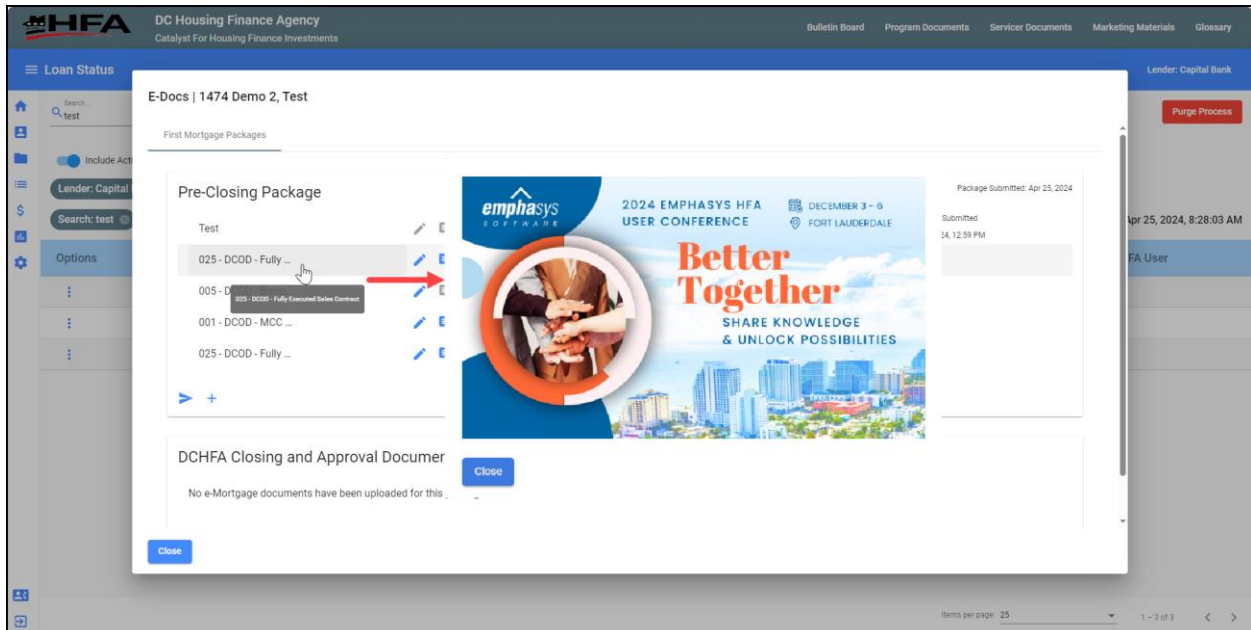 HFA
DC Housing Finance Agency
Catalyst For Housing Finance Investments
Bulletin Board Program Documents Servicer Documents Marketing Materials Glossary
Loan Status
Lender: Capital Bank
Search...
test
Purge Process
Include Acti
Lender: Capital
Search: test
Apr 25, 2024, 8:28:03 AM
Options
FA User
E-Docs | 1474 Demo 2, Test
First Mortgage Packages
Pre-Closing Package
Package Submitted: Apr 25, 2024
Submitted
24, 12:59 PM
Test
025 - DCOD - Fully ...
025 - DCOD - Fully Executed Sales Contract
005 - D
001 - DCOD - MCC ...
025 - DCOD - Fully ...
emphasys
SOFTWARE
2024 EMPHASYS HFA
USER CONFERENCE
DECEMBER 3 - 6
FORT LAUDERDALE
Better
Together
SHARE KNOWLEDGE
& UNLOCK POSSIBILITIES
Close
DCHFA Closing and Approval Documen
No e-Mortgage documents have been uploaded for this
Close
Items per page: 25
1 - 3 of 3